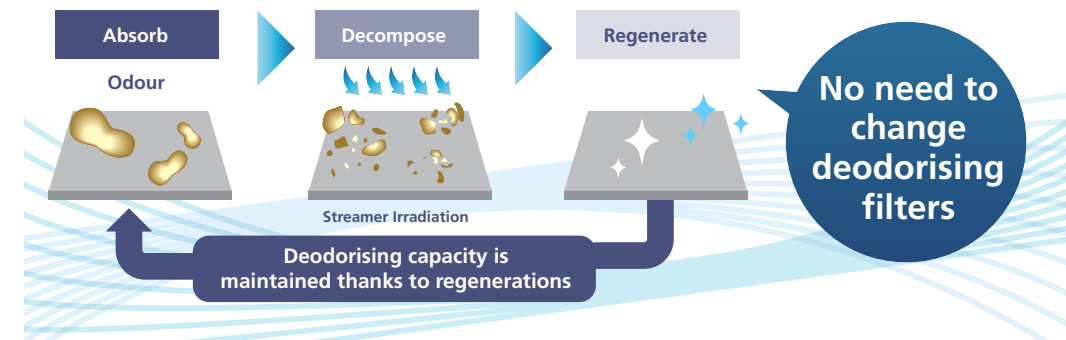 Absorb
Decompose
Regenerate
Odour
Streamer Irradiation
Deodorising capacity is
maintained thanks to regenerations
No need to
change
deodorising
filters